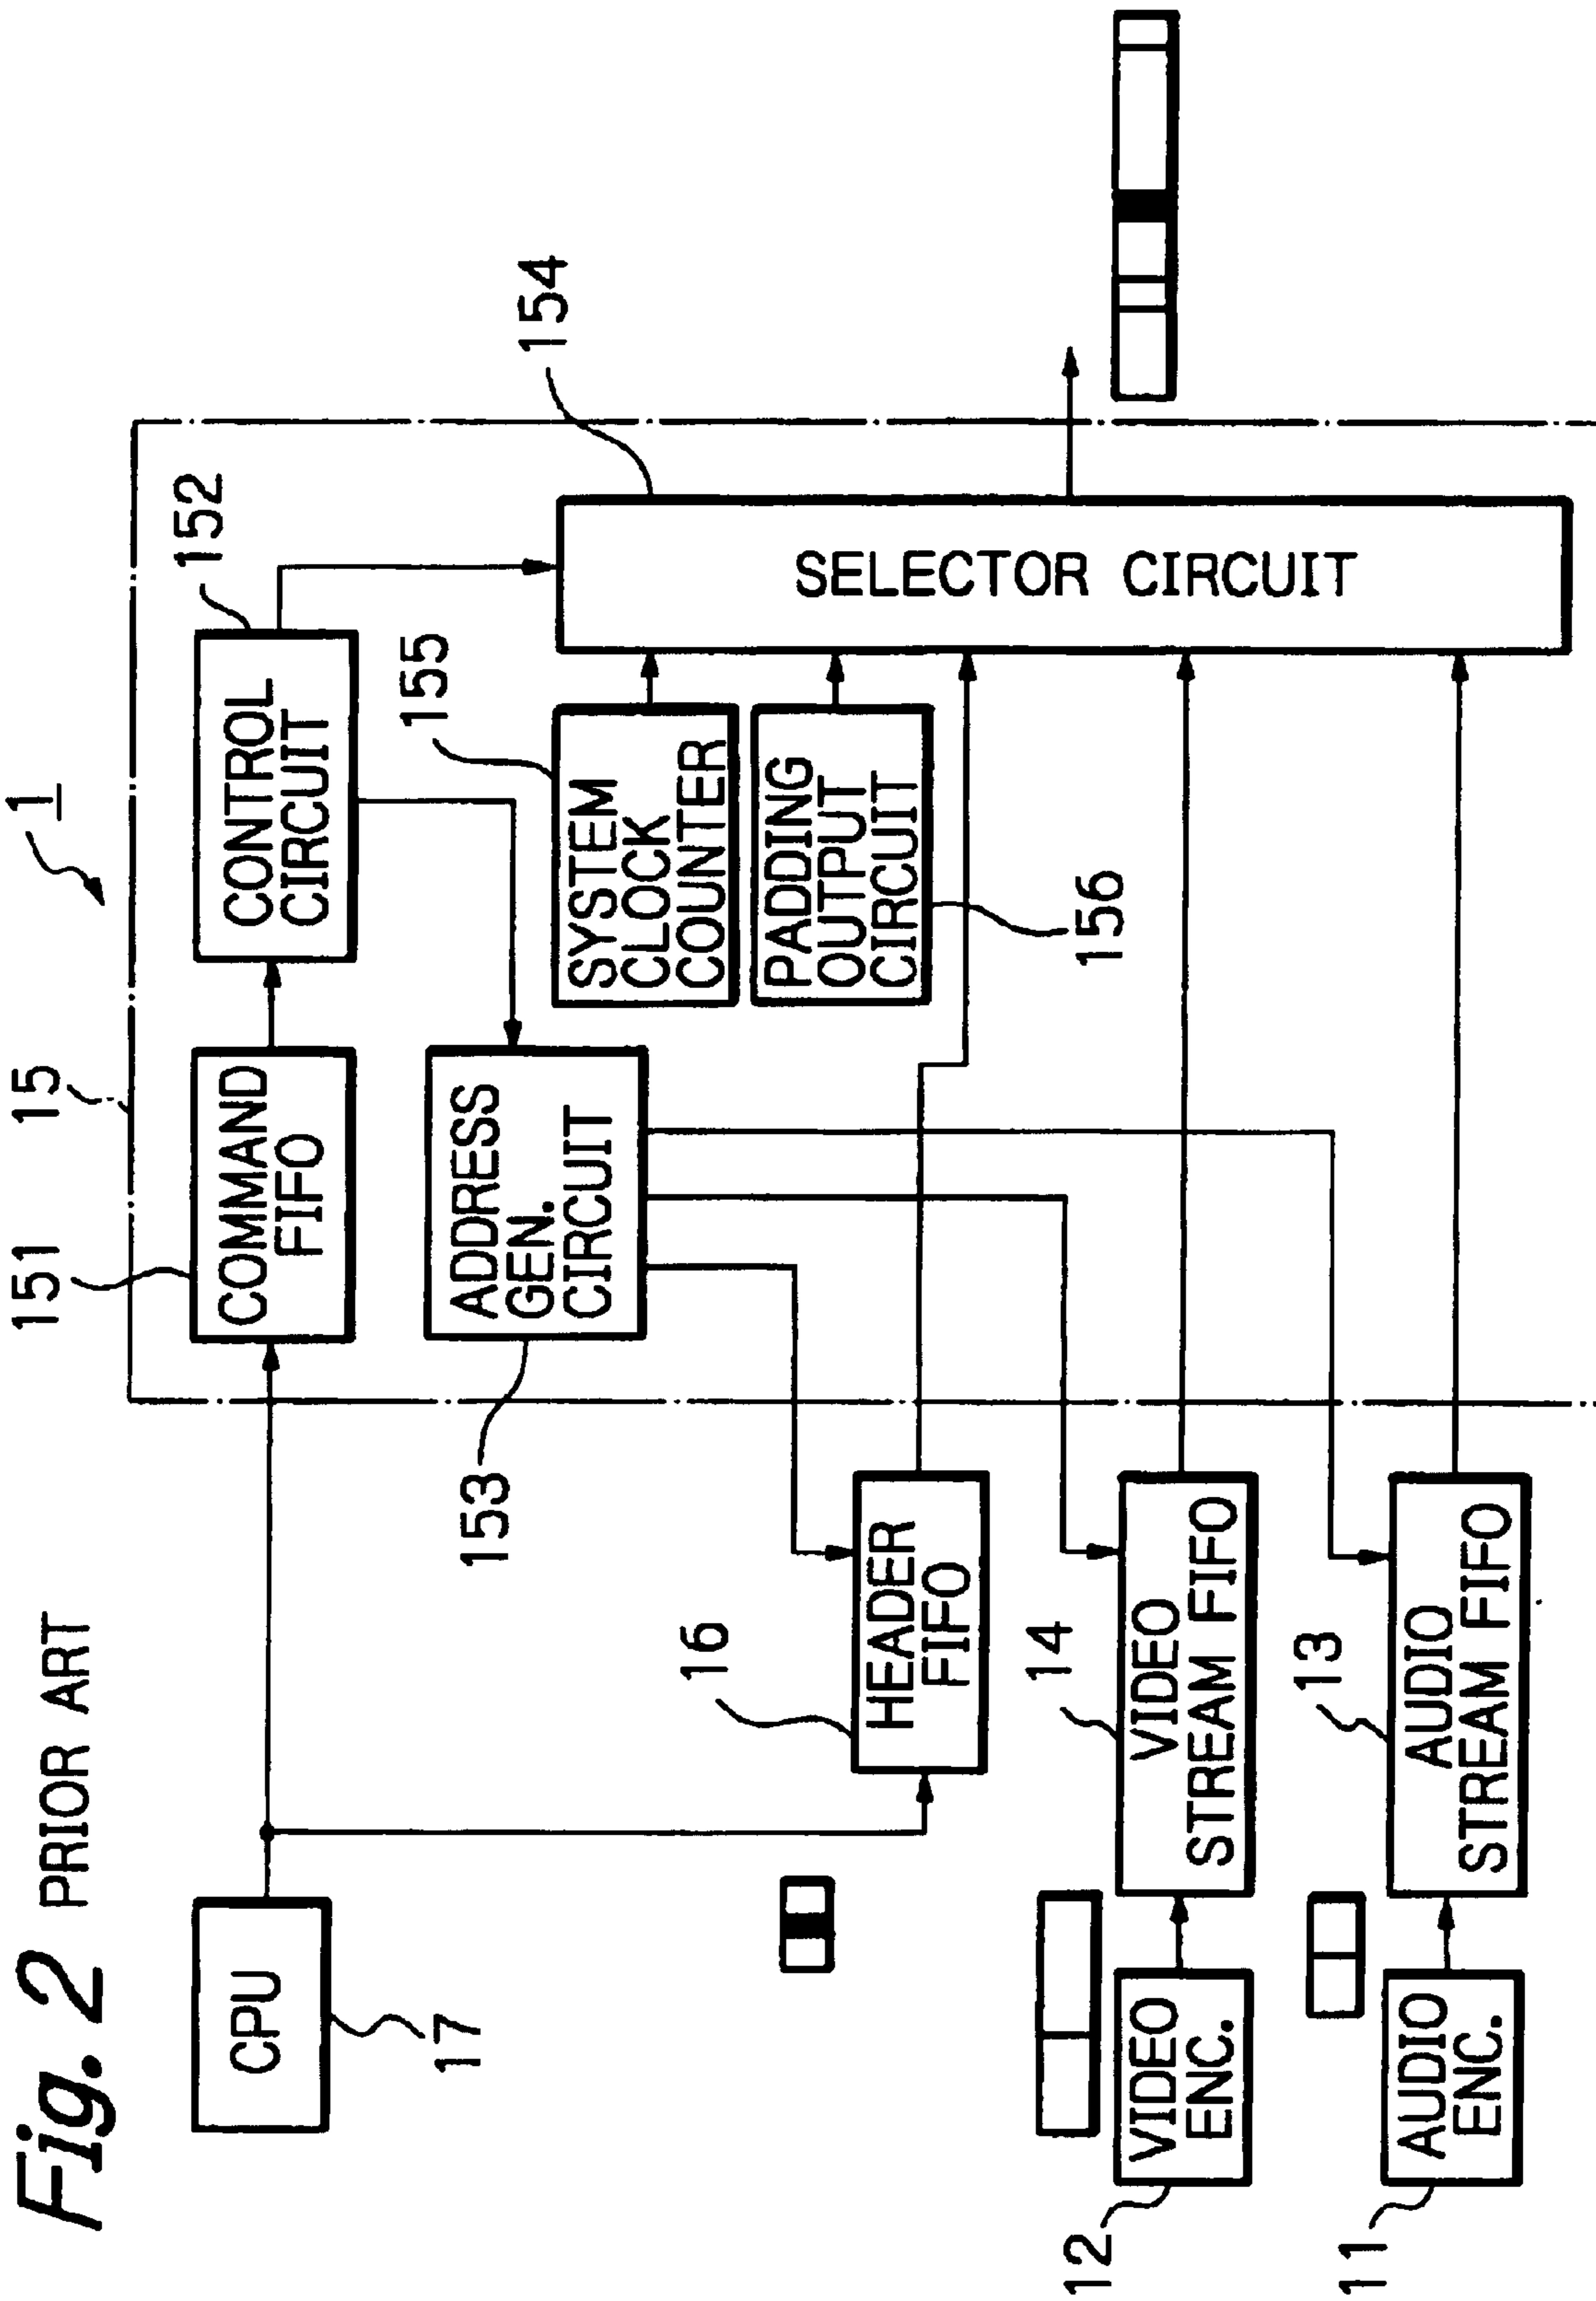 Fig. 2 PRIOR ART
1
15
151
152
153
154
155
156
CPU
17
COMMAND
FIFO
CONTROL
CIRCUIT
ADDRESS
GEN.
CIRCUIT
SYSTEM
CLOCK
COUNTER
PADDING
OUTPUT
CIRCUIT
SELECTOR CIRCUIT
16
HEADER
FIFO
14
VIDEO
STREAM FIFO
13
AUDIO
STREAM FIFO
12
VIDEO
ENC.
11
AUDIO
ENC.